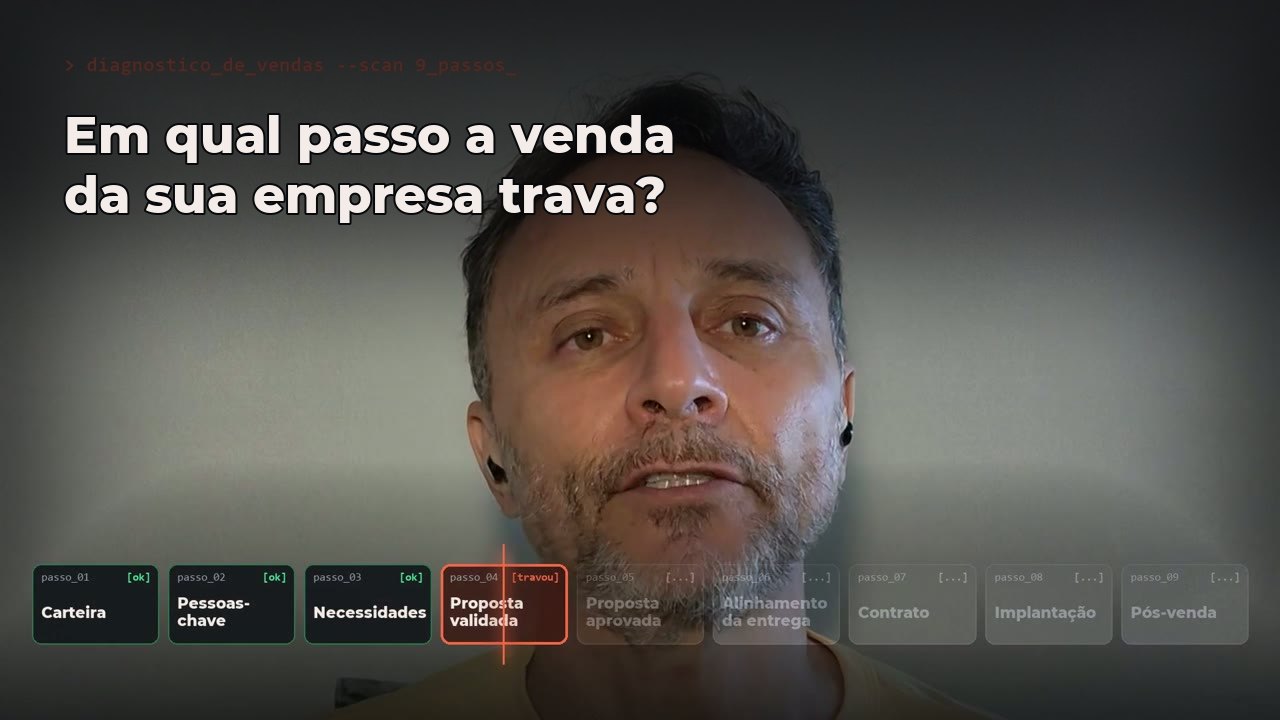 > diagnostico_de_vendas --scan 9_passos_
Em qual passo a venda
da sua empresa trava?
passo_01 [ok]
Carteira
passo_02 [ok]
Pessoas-
chave
passo_03 [ok]
Necessidades
passo_04 [travou]
Proposta
validada
passo_05 [...]
Proposta
aprovada
passo_06 [...]
Alinhamento
da entrega
passo_07 [...]
Contrato
passo_08 [...]
Implantação
passo_09 [...]
Pós-venda